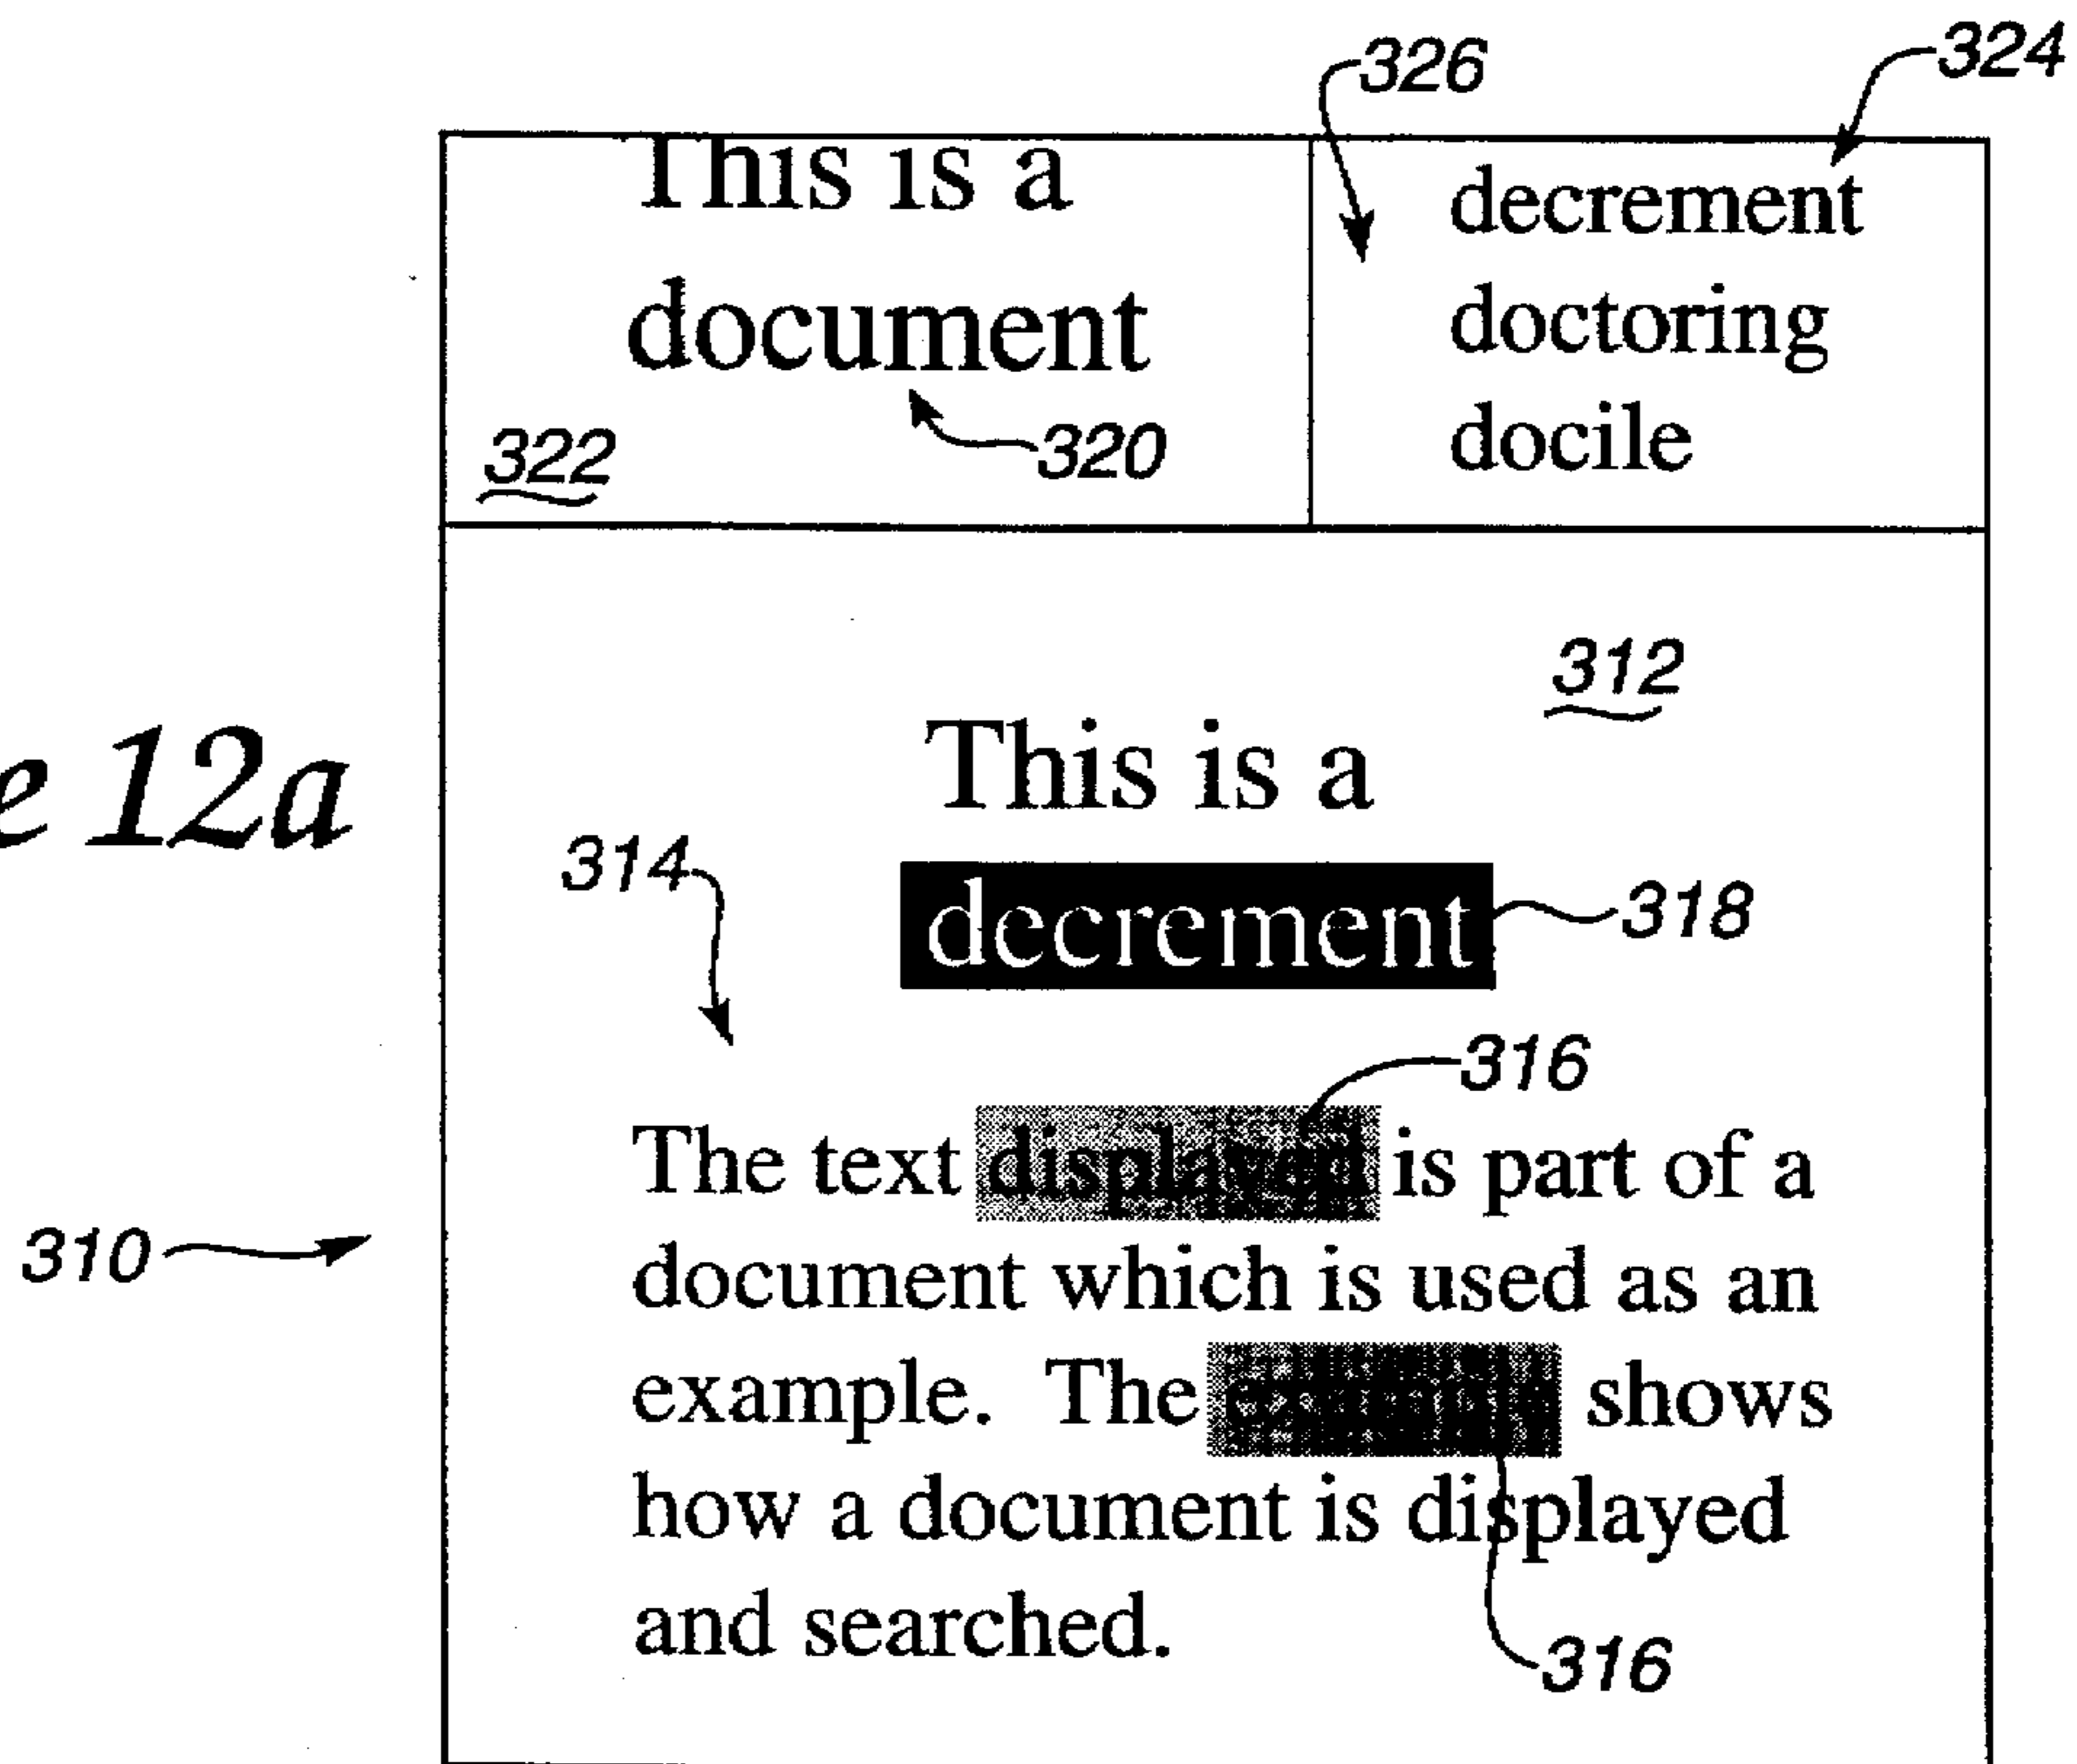 326
324
This is a
document
322
320
decrement
doctoring
docile
312
This is a
e 12a
314
decrement
318
316
The text displayed is part of a
310
document which is used as an
example. The example shows
how a document is displayed
and searched.
316